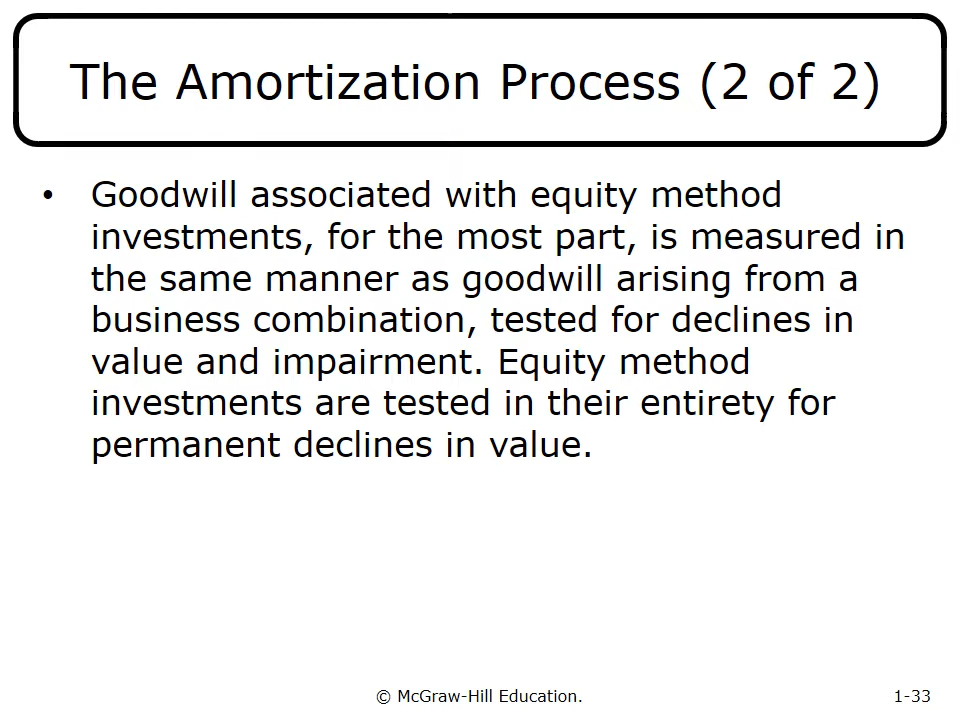 The Amortization Process (2 of 2)
• Goodwill associated with equity method
investments, for the most part, is measured in
the same manner as goodwill arising from a
business combination, tested for declines in
value and impairment. Equity method
investments are tested in their entirety for
permanent declines in value.
© McGraw-Hill Education.
1-33